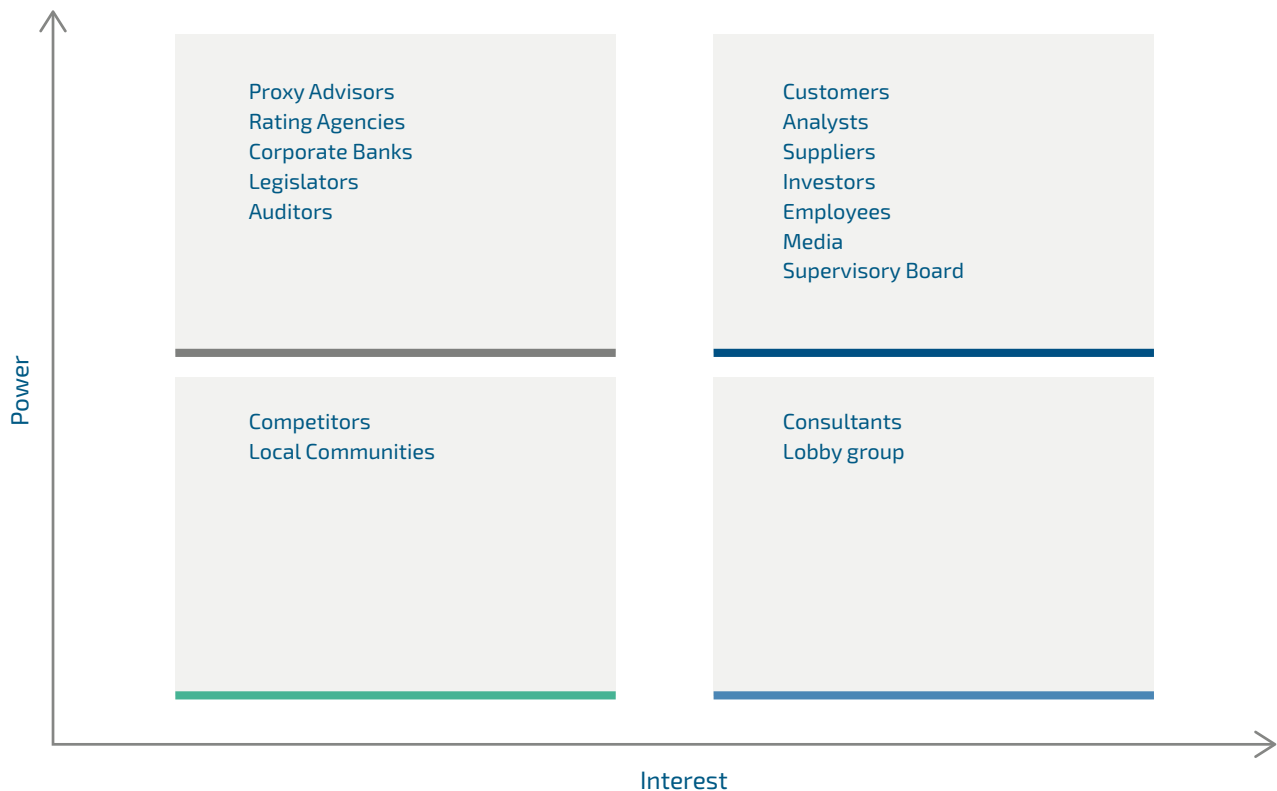 Proxy Advisors
Rating Agencies
Corporate Banks
Legislators
Auditors
Customers
Analysts
Suppliers
Investors
Employees
Media
Supervisory Board
Power
Competitors
Local Communities
Consultants
Lobby group
Interest